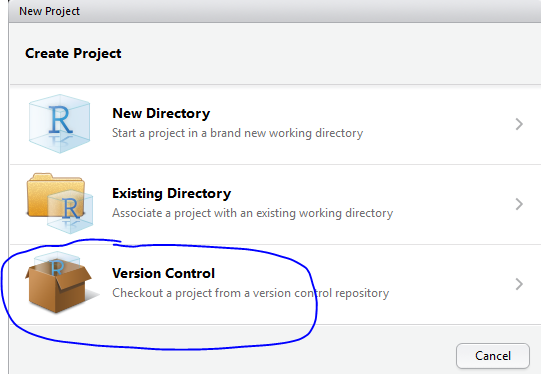 New Project
Create Project
R
New Directory
Start a project in a brand new working directory
R
Existing Directory
Associate a project with an existing working directory
R
Version Control
Checkout a project from a version control repository
Cancel